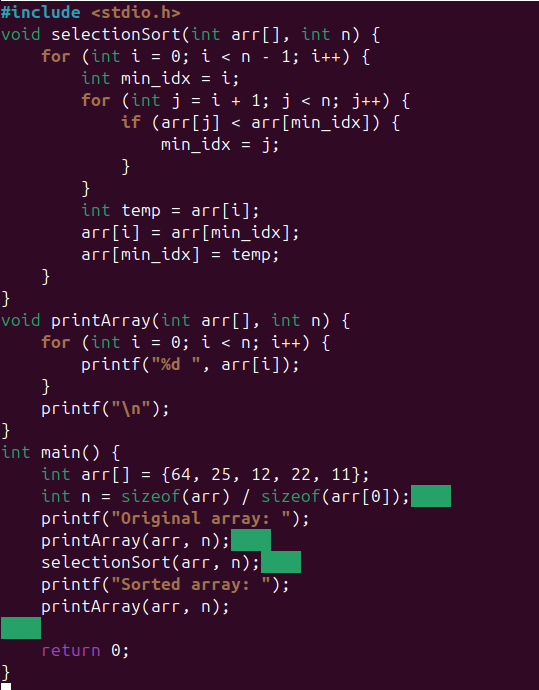 #include <stdio.h>
void selectionSort(int arr[], int n) {
    for (int i = 0; i < n - 1; i++) {
        int min_idx = i;
        for (int j = i + 1; j < n; j++) {
            if (arr[j] < arr[min_idx]) {
                min_idx = j;
            }
        }
        int temp = arr[i];
        arr[i] = arr[min_idx];
        arr[min_idx] = temp;
    }
}
void printArray(int arr[], int n) {
    for (int i = 0; i < n; i++) {
        printf("%d ", arr[i]);
    }
    printf("\n");
}
int main() {
    int arr[] = {64, 25, 12, 22, 11};
    int n = sizeof(arr) / sizeof(arr[0]);
    printf("Original array: ");
    printArray(arr, n);
    selectionSort(arr, n);
    printf("Sorted array: ");
    printArray(arr, n);

    return 0;
}